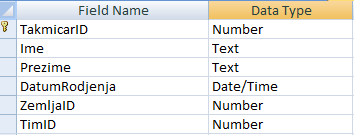 Field Name Data Type
TakmicarID Number
Ime Text
Prezime Text
DatumRodjenja Date/Time
ZemljaID Number
TimID Number